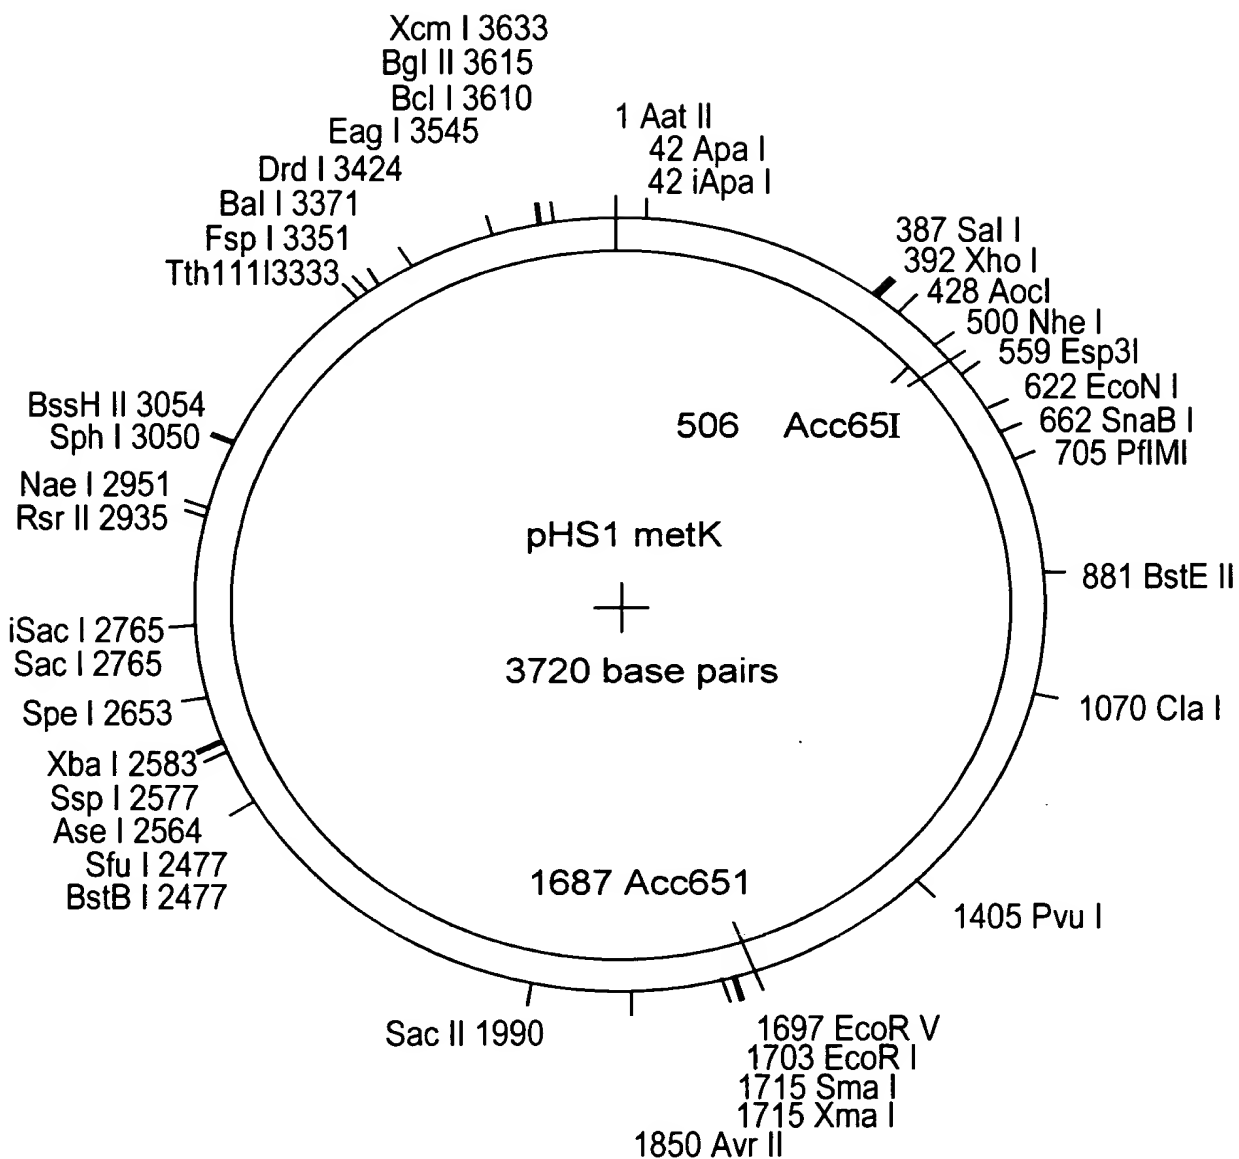 Xcm I 3633
Bgl II 3615
Bcl I 3610
Eag I 3545
Drd I 3424
Bal I 3371
Fsp I 3351
Tth111I3333
BssH II 3054
Sph I 3050
Nae I 2951
Rsr II 2935
iSac I 2765
Sac I 2765
Spe I 2653
Xba I 2583
Ssp I 2577
Ase I 2564
Sfu I 2477
BstB I 2477
Sac II 1990
1 Aat II
42 Apa I
42 iApa I
387 Sal I
392 Xho I
428 AocI
500 Nhe I
559 Esp3I
622 EcoN I
662 SnaB I
705 PflMI
881 BstE II
1070 Cla I
1405 Pvu I
1697 EcoR V
1703 EcoR I
1715 Sma I
1715 Xma I
1850 Avr II
506 Acc65I
pHS1 metK
3720 base pairs
1687 Acc651